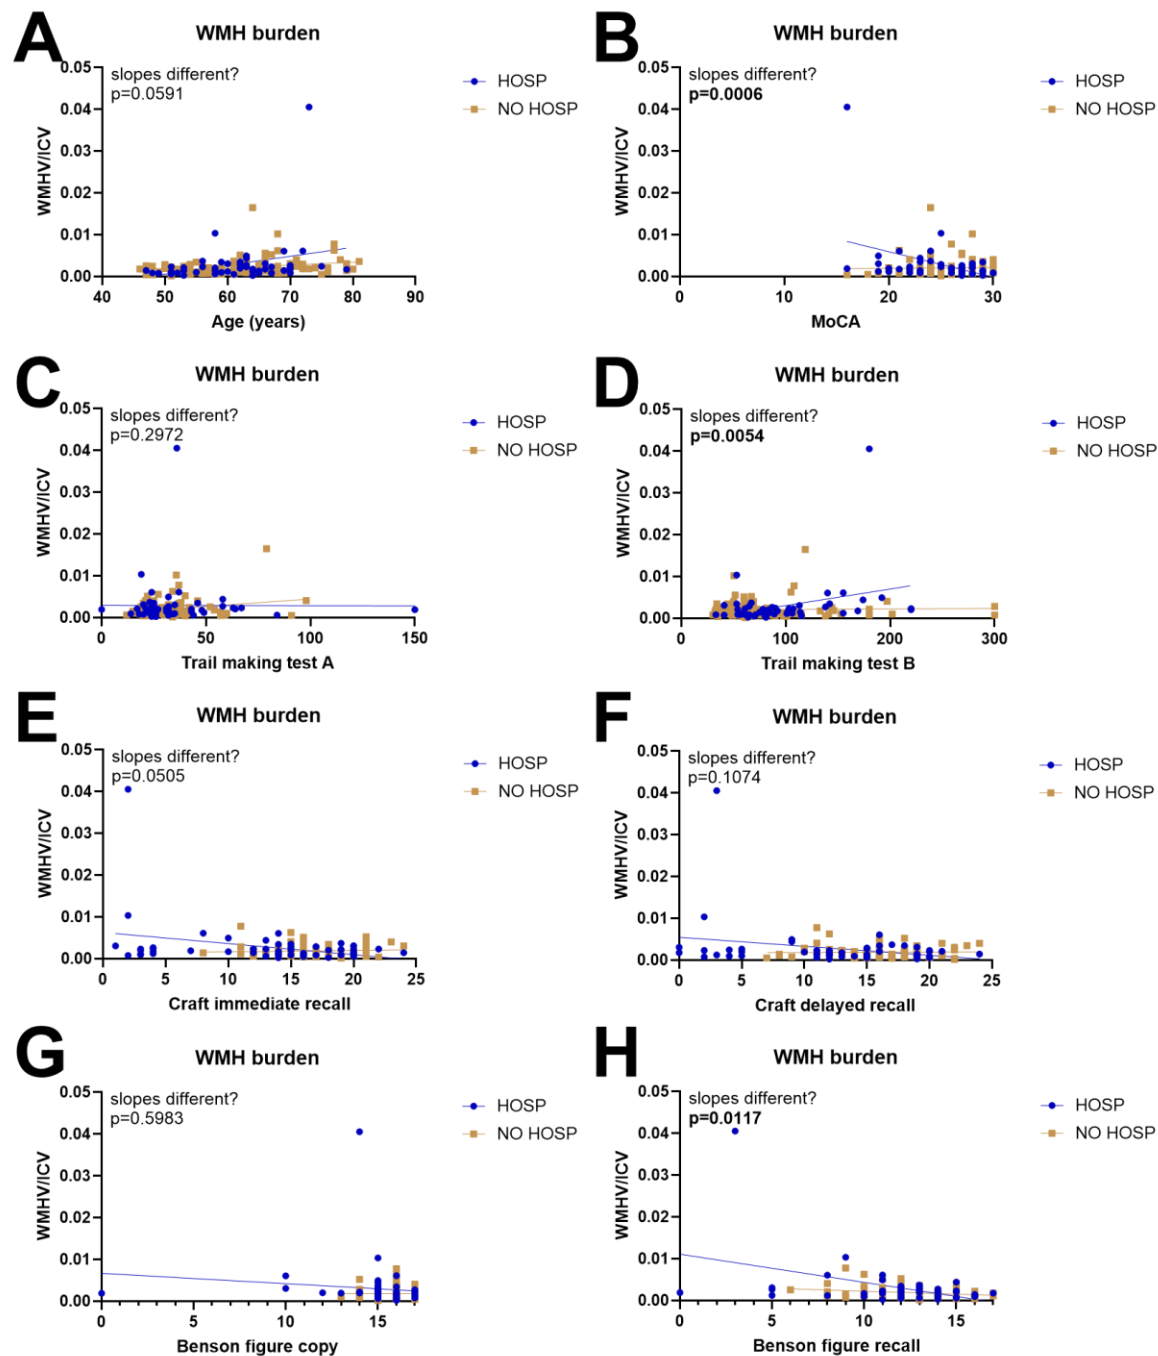 A
WMH burden
slopes different?
p=0.0591
HOSP
NO HOSP
0.05
0.04
0.03
0.02
0.01
0.00
WMHV/ICV
40 50 60 70 80 90
Age (years)
B
WMH burden
slopes different?
p=0.0006
HOSP
NO HOSP
0.05
0.04
0.03
0.02
0.01
0.00
WMHV/ICV
0 10 20 30
MoCA
C
WMH burden
slopes different?
p=0.2972
HOSP
NO HOSP
0.05
0.04
0.03
0.02
0.01
0.00
WMHV/ICV
0 50 100 150
Trail making test A
D
WMH burden
slopes different?
p=0.0054
HOSP
NO HOSP
0.05
0.04
0.03
0.02
0.01
0.00
WMHV/ICV
0 100 200 300
Trail making test B
E
WMH burden
slopes different?
p=0.0505
HOSP
NO HOSP
0.05
0.04
0.03
0.02
0.01
0.00
WMHV/ICV
0 5 10 15 20 25
Craft immediate recall
F
WMH burden
slopes different?
p=0.1074
HOSP
NO HOSP
0.05
0.04
0.03
0.02
0.01
0.00
WMHV/ICV
0 5 10 15 20 25
Craft delayed recall
G
WMH burden
slopes different?
p=0.5983
HOSP
NO HOSP
0.05
0.04
0.03
0.02
0.01
0.00
WMHV/ICV
0 5 10 15
Benson figure copy
H
WMH burden
slopes different?
p=0.0117
HOSP
NO HOSP
0.05
0.04
0.03
0.02
0.01
0.00
WMHV/ICV
0 5 10 15
Benson figure recall